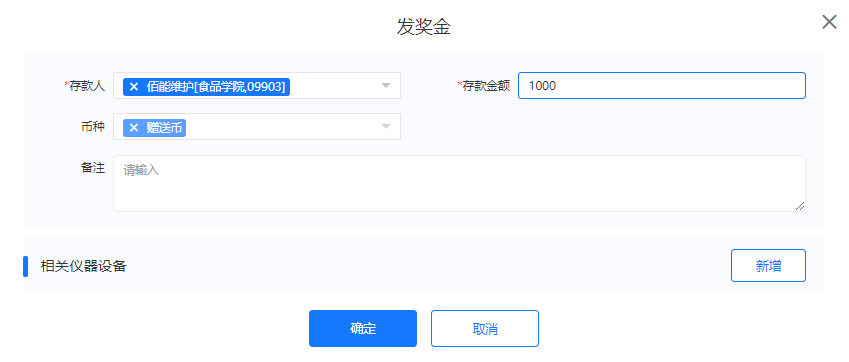 发奖金
*存款人 × 佰能维护[食品学院,09903]
*存款金额 1000
币种 × 赠送币
备注 请输入
相关仪器设备 新增
确定 取消